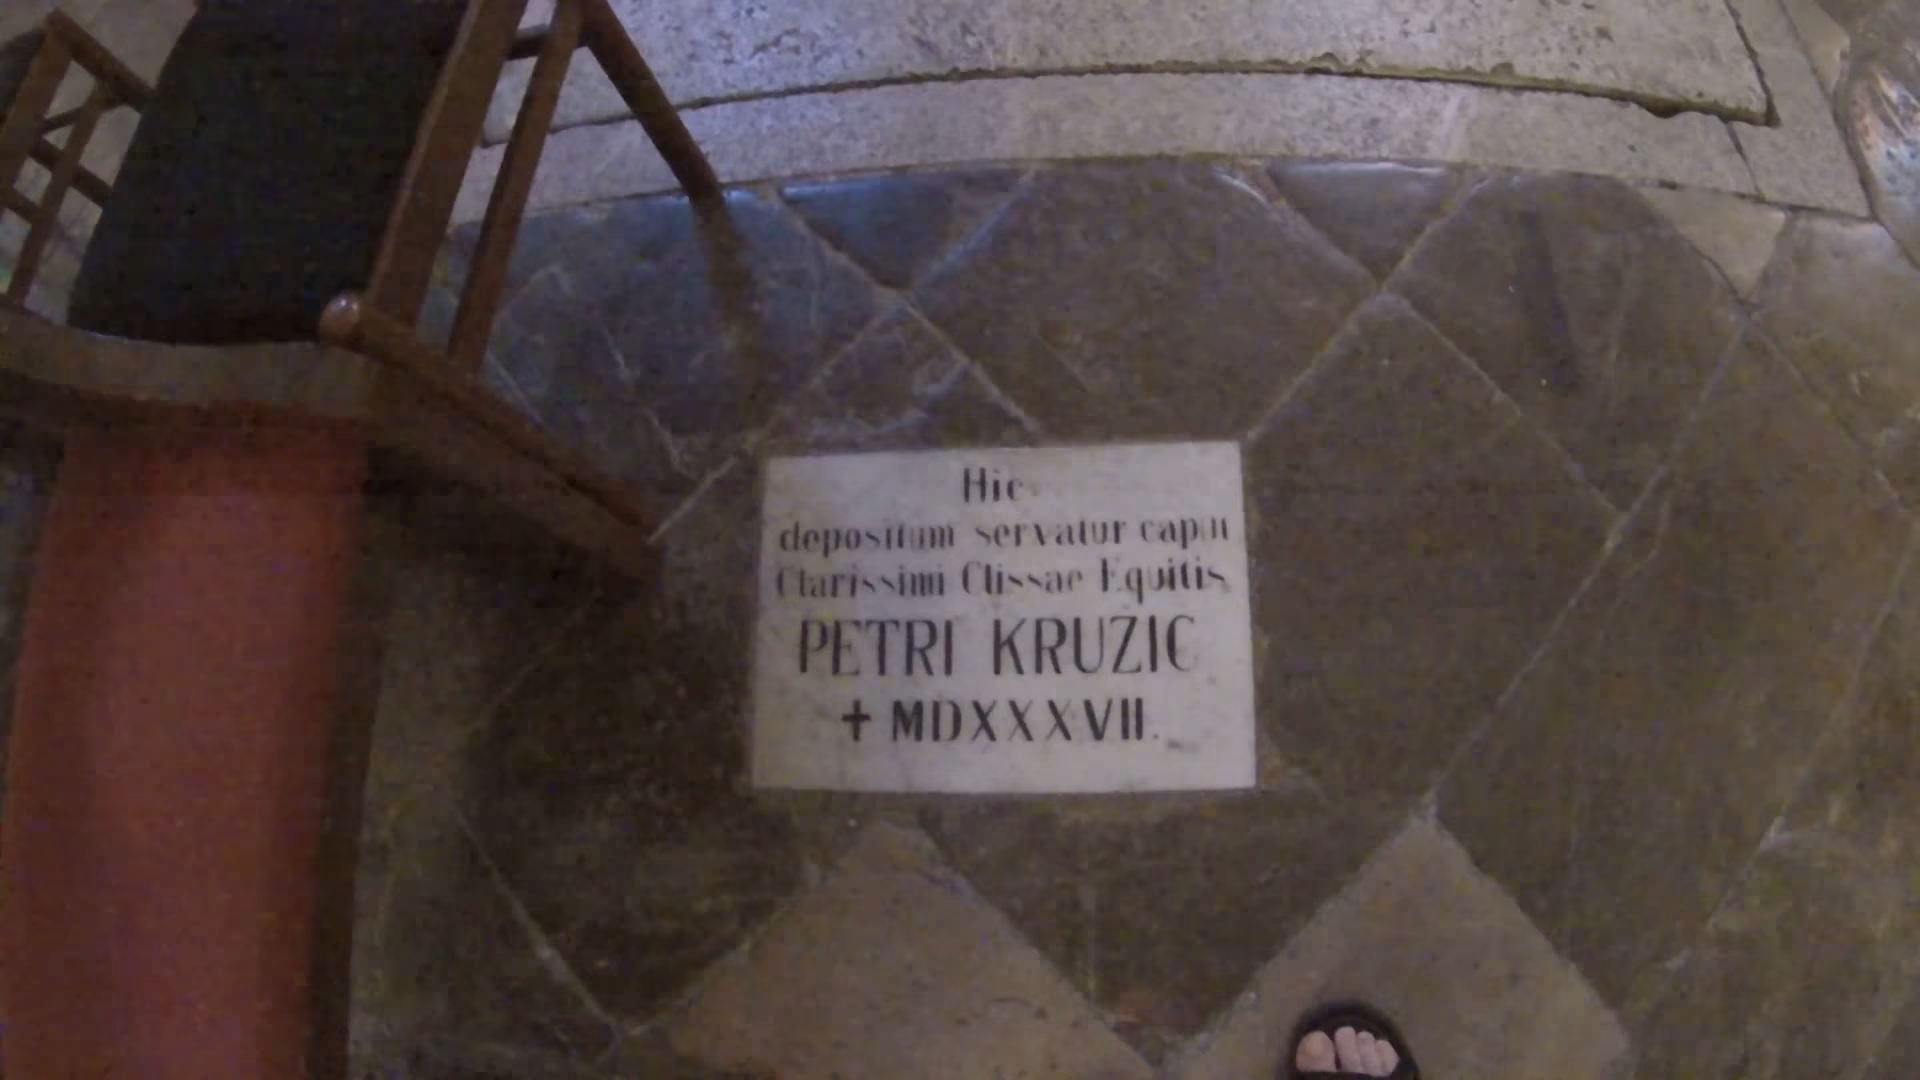 Hic
depositum servatur caput
Clarissimi Clissae Equitis
PETRI KRUZIC
+ MDXXXVII.